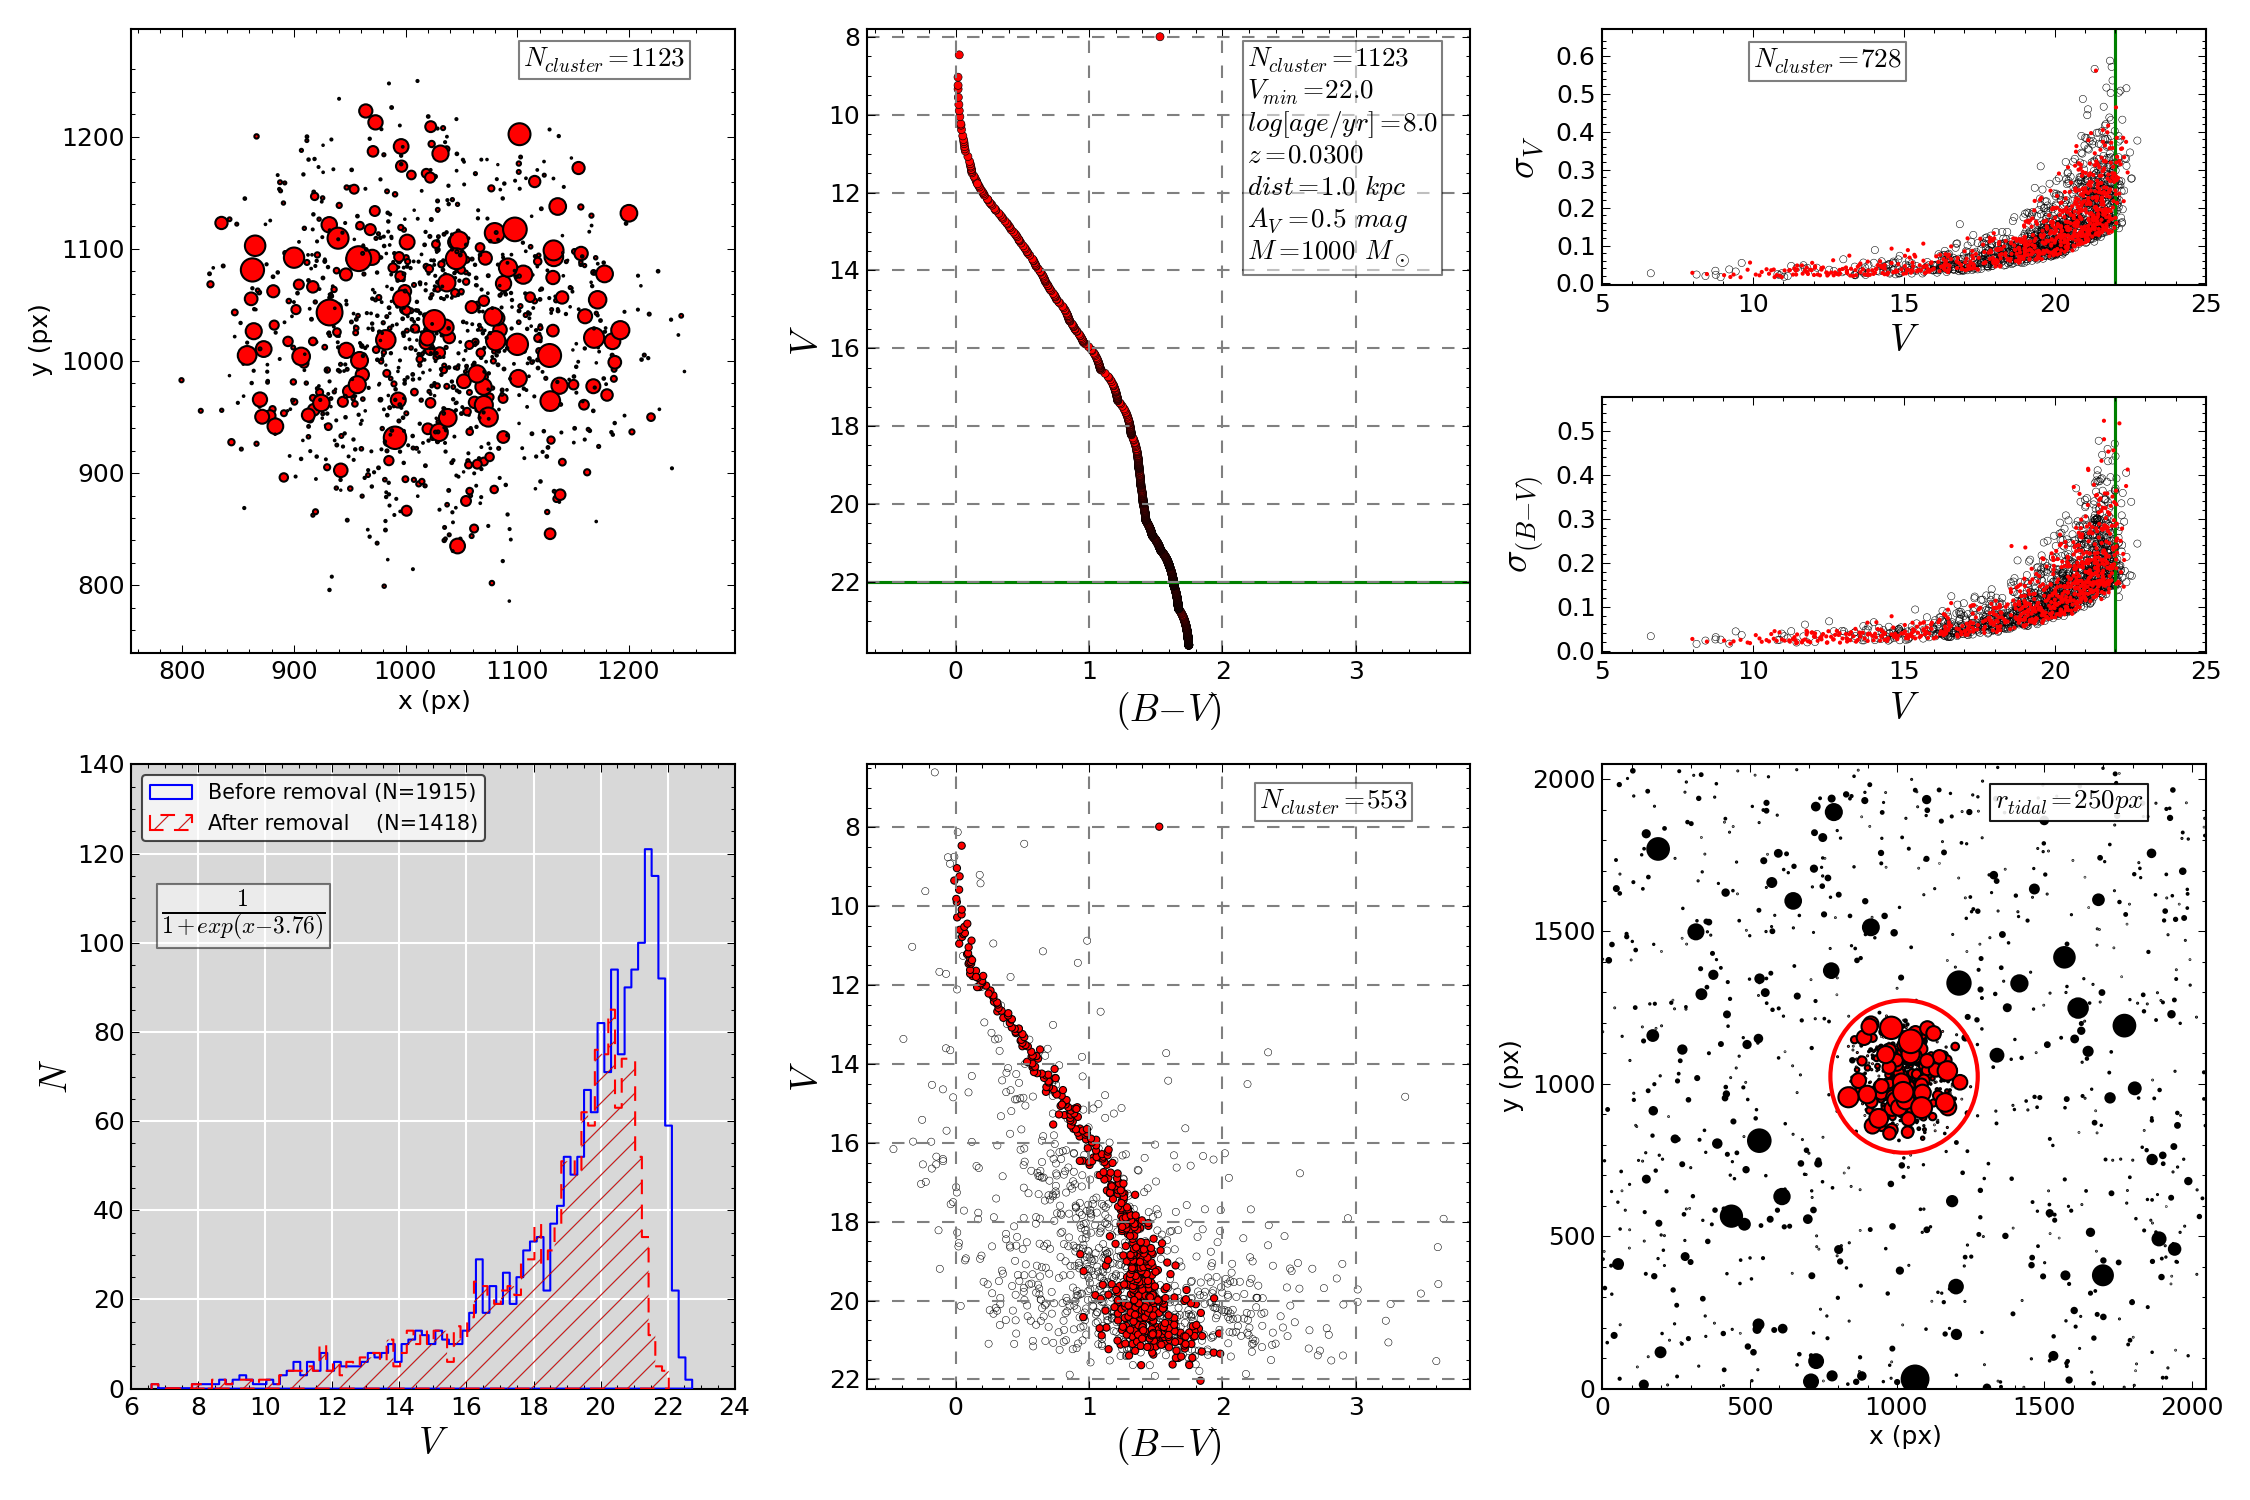 N_cluster=1123
1200
1100
1000
900
800
y (px)
800 900 1000 1100 1200
x (px)
N_cluster=1123
V_min=22.0
log[age/yr]=8.0
z=0.0300
dist=1.0 kpc
A_V=0.5 mag
M=1000 M_⊙
8
10
12
14
16
18
20
22
V
0 1 2 3
(B−V)
N_cluster=728
0.6
0.5
0.4
0.3
0.2
0.1
0.0
σ_V
5 10 15 20 25
V
0.5
0.4
0.3
0.2
0.1
0.0
σ_(B−V)
5 10 15 20 25
V
Before removal (N=1915)
After removal (N=1418)
1
1+exp(x−3.76)
140
120
100
80
60
40
20
0
N
6 8 10 12 14 16 18 20 22 24
V
N_cluster=553
8
10
12
14
16
18
20
22
V
0 1 2 3
(B−V)
r_tidal=250px
2000
1500
1000
500
0
y (px)
0 500 1000 1500 2000
x (px)